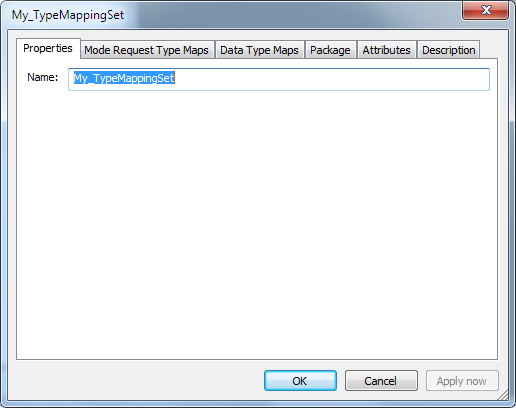 My_TypeMappingSet
Properties Mode Request Type Maps Data Type Maps Package Attributes Description
Name: My_TypeMappingSet
OK Cancel Apply now